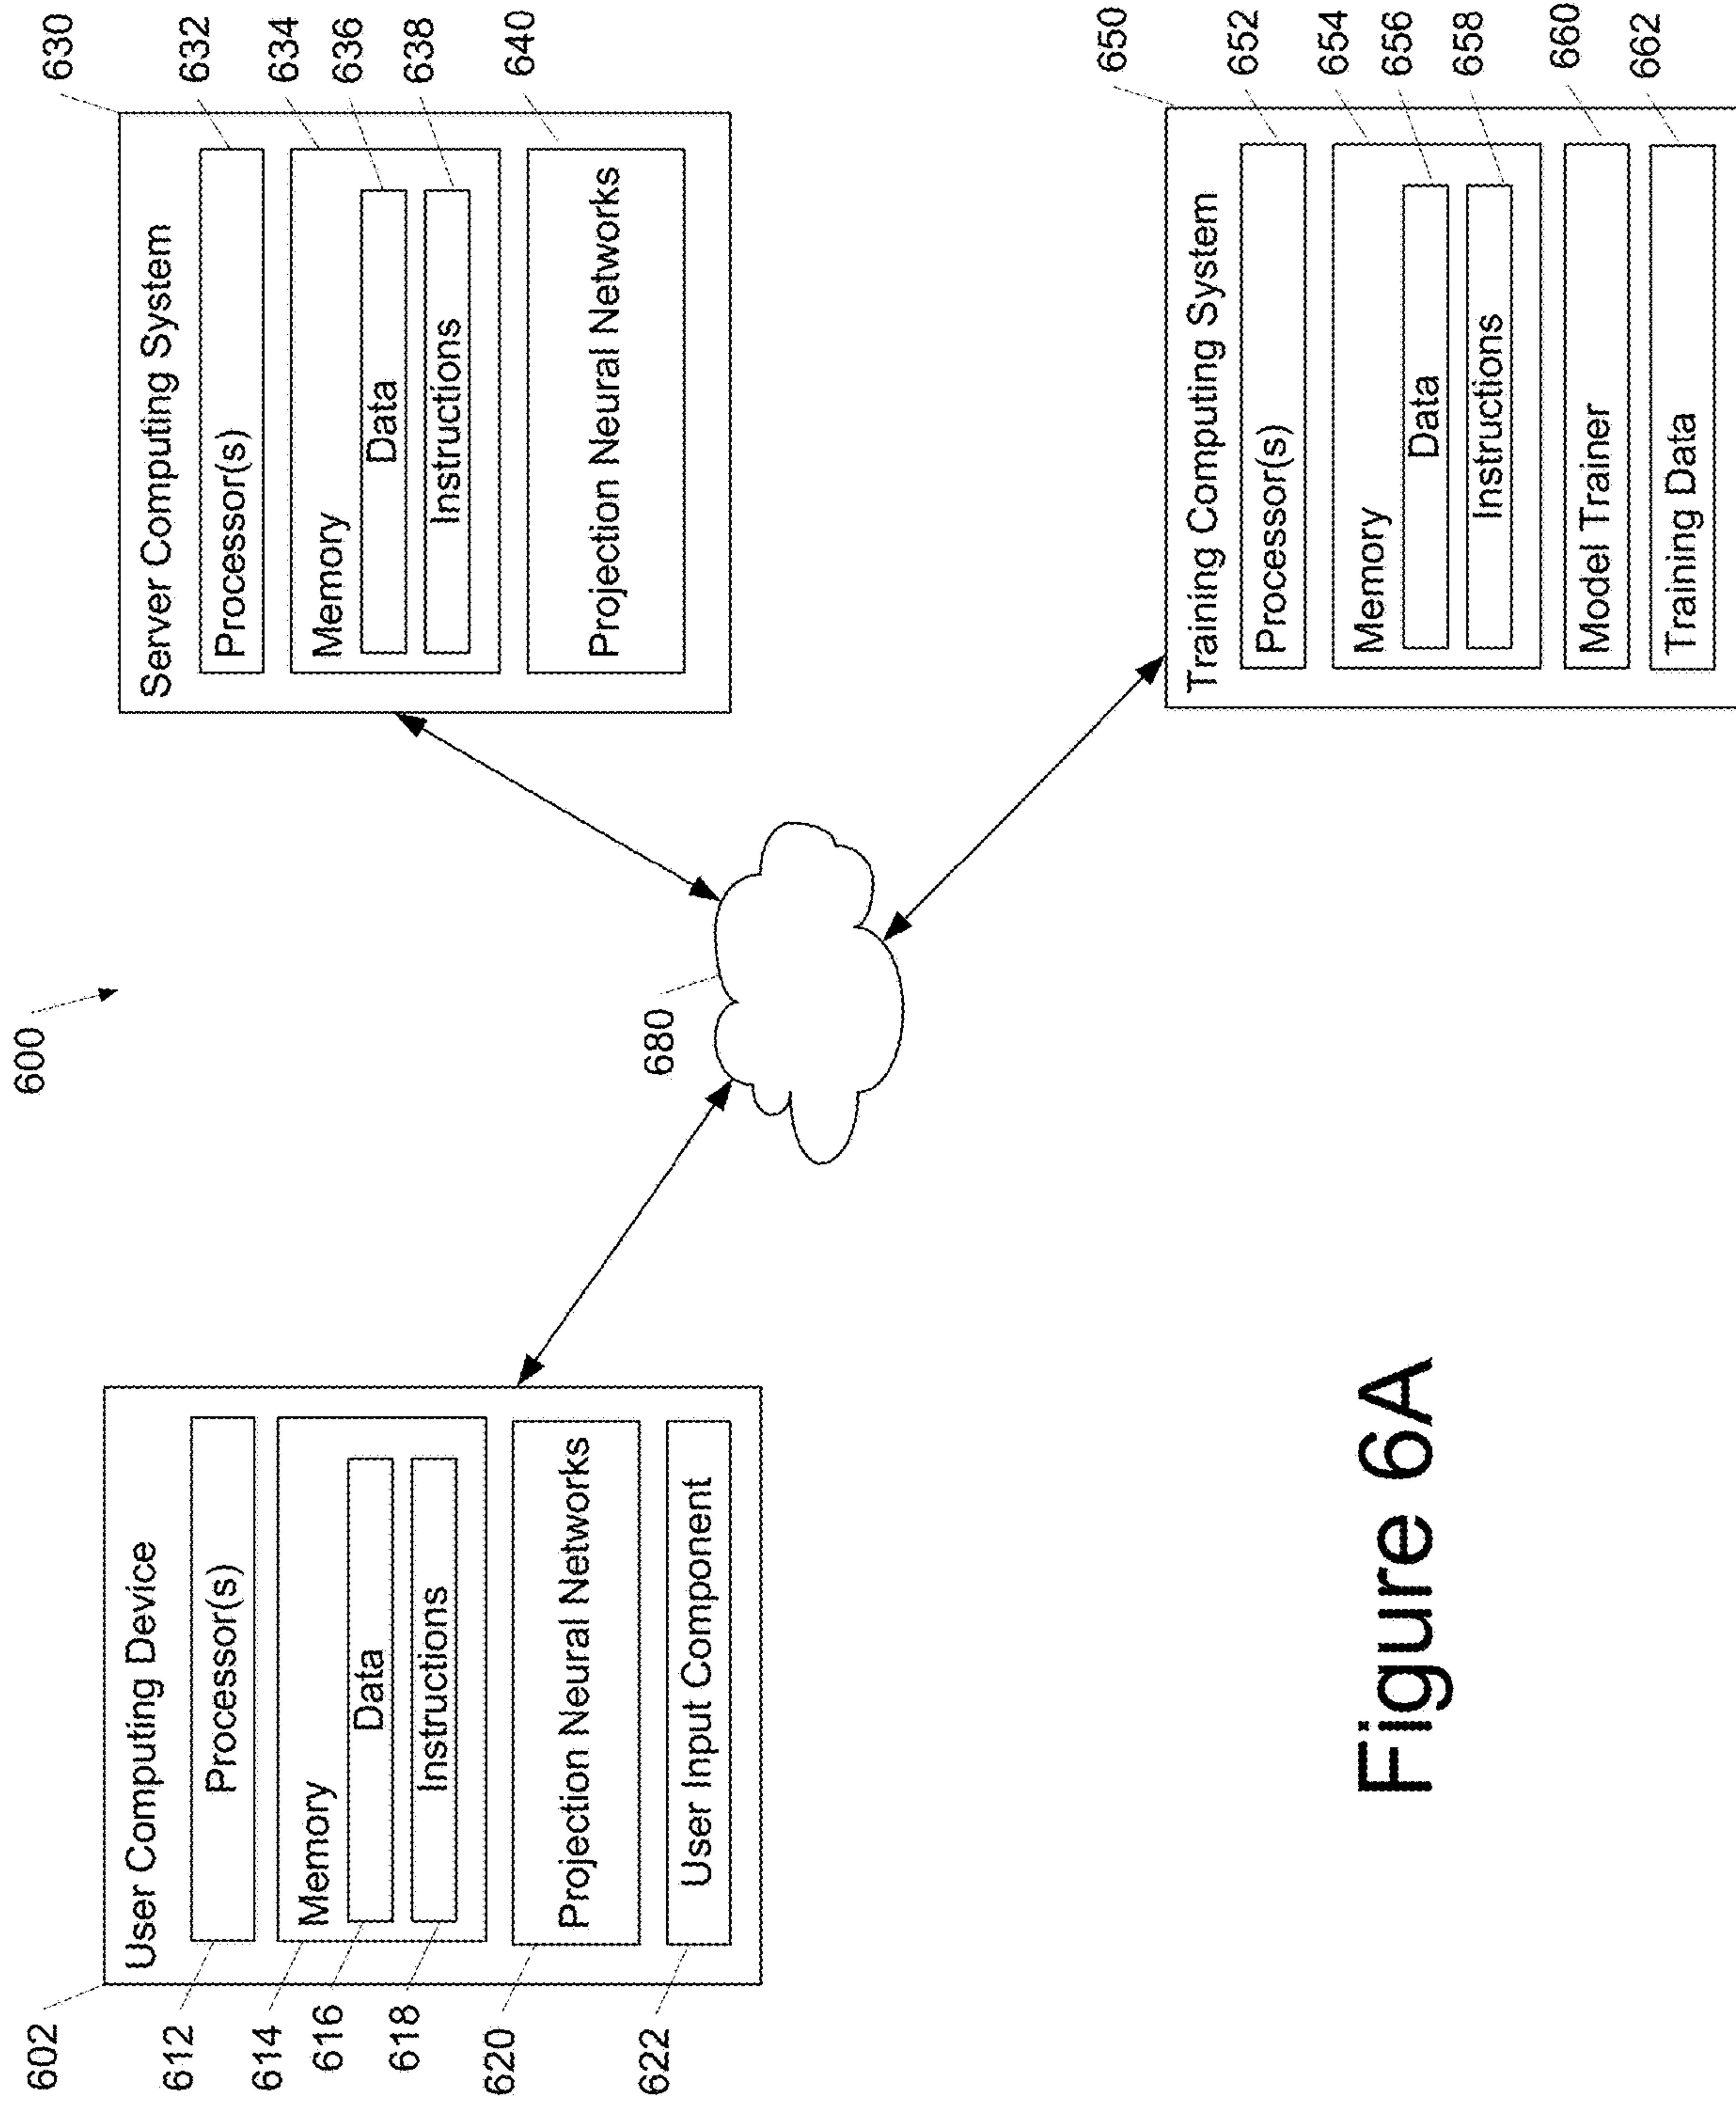 600
602
User Computing Device
612
Processor(s)
614
Memory
616
Data
618
Instructions
620
Projection Neural Networks
622
User Input Component
680
630
Server Computing System
632
Processor(s)
634
Memory
636
Data
638
Instructions
640
Projection Neural Networks
650
Training Computing System
652
Processor(s)
654
Memory
656
Data
658
Instructions
660
Model Trainer
662
Training Data
Figure 6A